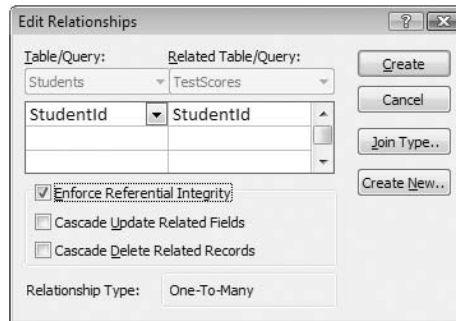 Edit Relationships
Table/Query: Related Table/Query:
Students TestScores
StudentId StudentId
Enforce Referential Integrity
Cascade Update Related Fields
Cascade Delete Related Records
Relationship Type: One-To-Many
Create
Cancel
Join Type..
Create New..